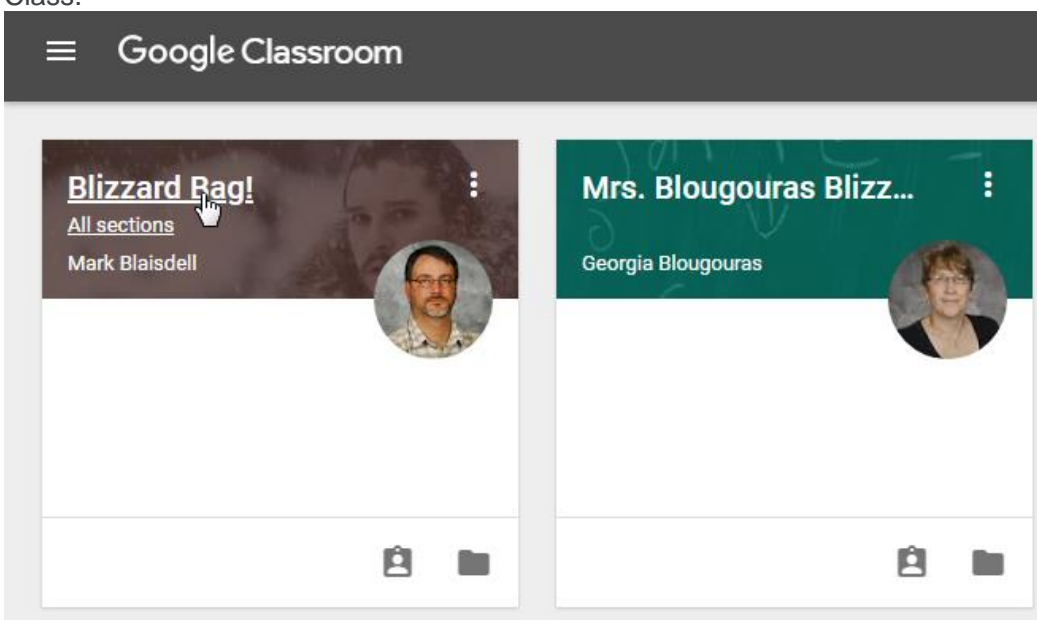 Class:
Google Classroom
Blizzard Bag!
All sections
Mark Blaisdell
Mrs. Blougouras Blizz...
Georgia Blougouras